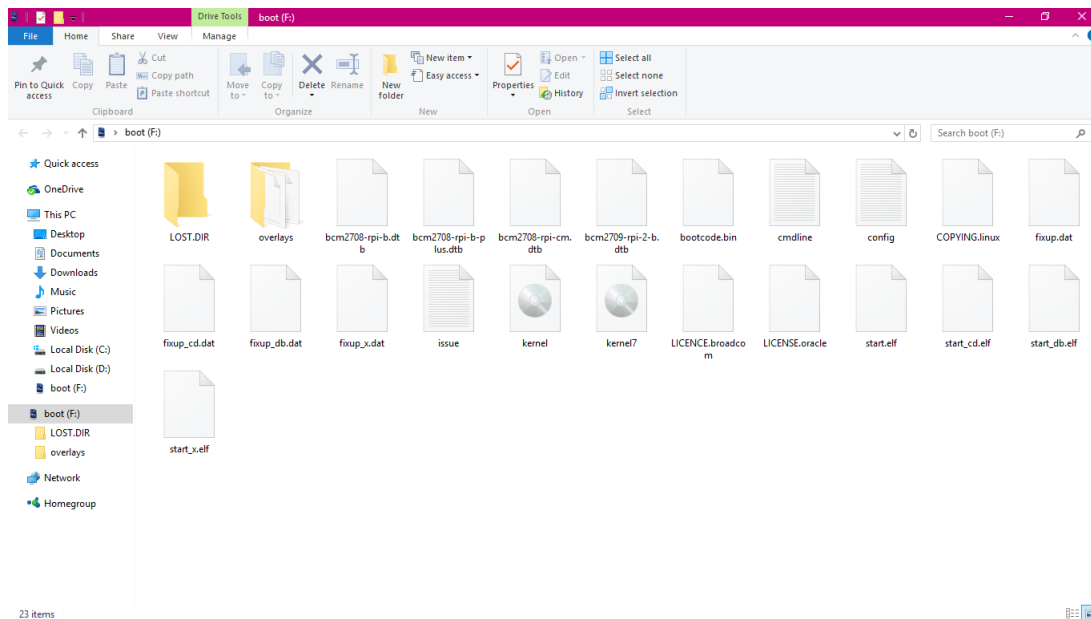 Drive Tools boot (F:)
File Home Share View Manage
Pin to Quick access
Copy
Paste
Cut
Copy path
Paste shortcut
Clipboard
Move to
Copy to
Delete
Rename
Organize
New folder
New item
Easy access
New
Properties
Open
Edit
History
Open
Select all
Select none
Invert selection
Select
boot (F:)
Search boot (F:)
Quick access
OneDrive
This PC
Desktop
Documents
Downloads
Music
Pictures
Videos
Local Disk (C:)
Local Disk (D:)
boot (F:)
boot (F:)
LOST.DIR
overlays
Network
Homegroup
LOST.DIR
overlays
bcm2708-rpi-b.dt
b
bcm2708-rpi-b-p
lus.dtb
bcm2708-rpi-cm.
dtb
bcm2709-rpi-2-b.
dtb
bootcode.bin
cmdline
config
COPYING.linux
fixup.dat
fixup_cd.dat
fixup_db.dat
fixup_x.dat
issue
kernel
kernel7
LICENCE.broadco
m
LICENSE.oracle
start.elf
start_cd.elf
start_db.elf
start_x.elf
23 items